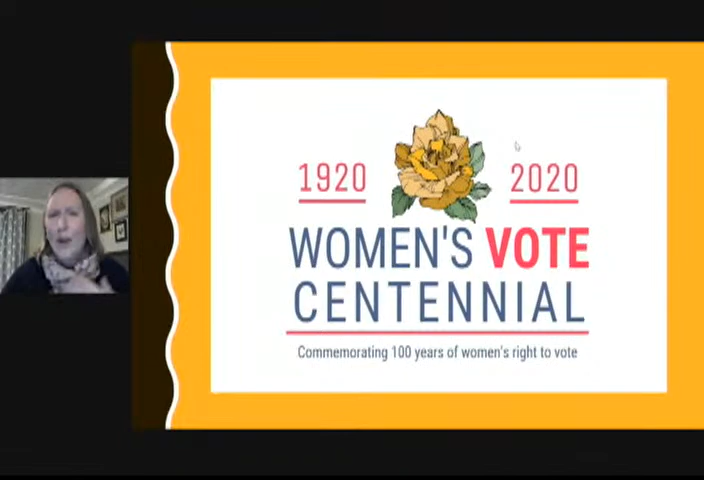 1920
2020
WOMEN'S VOTE
CENTENNIAL
Commemorating 100 years of women's right to vote